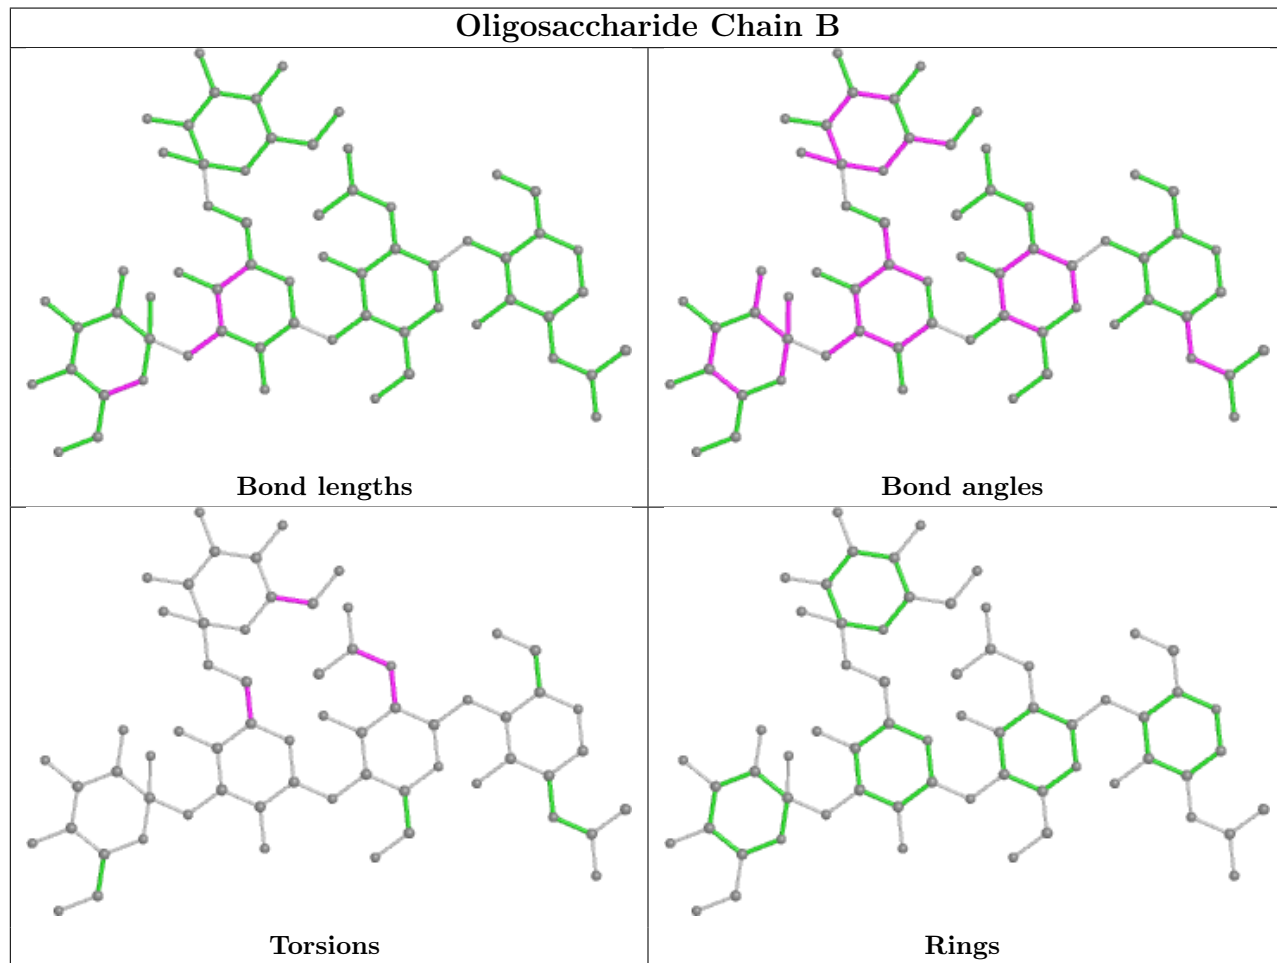 Oligosaccharide Chain B
Bond lengths
Bond angles
Torsions
Rings